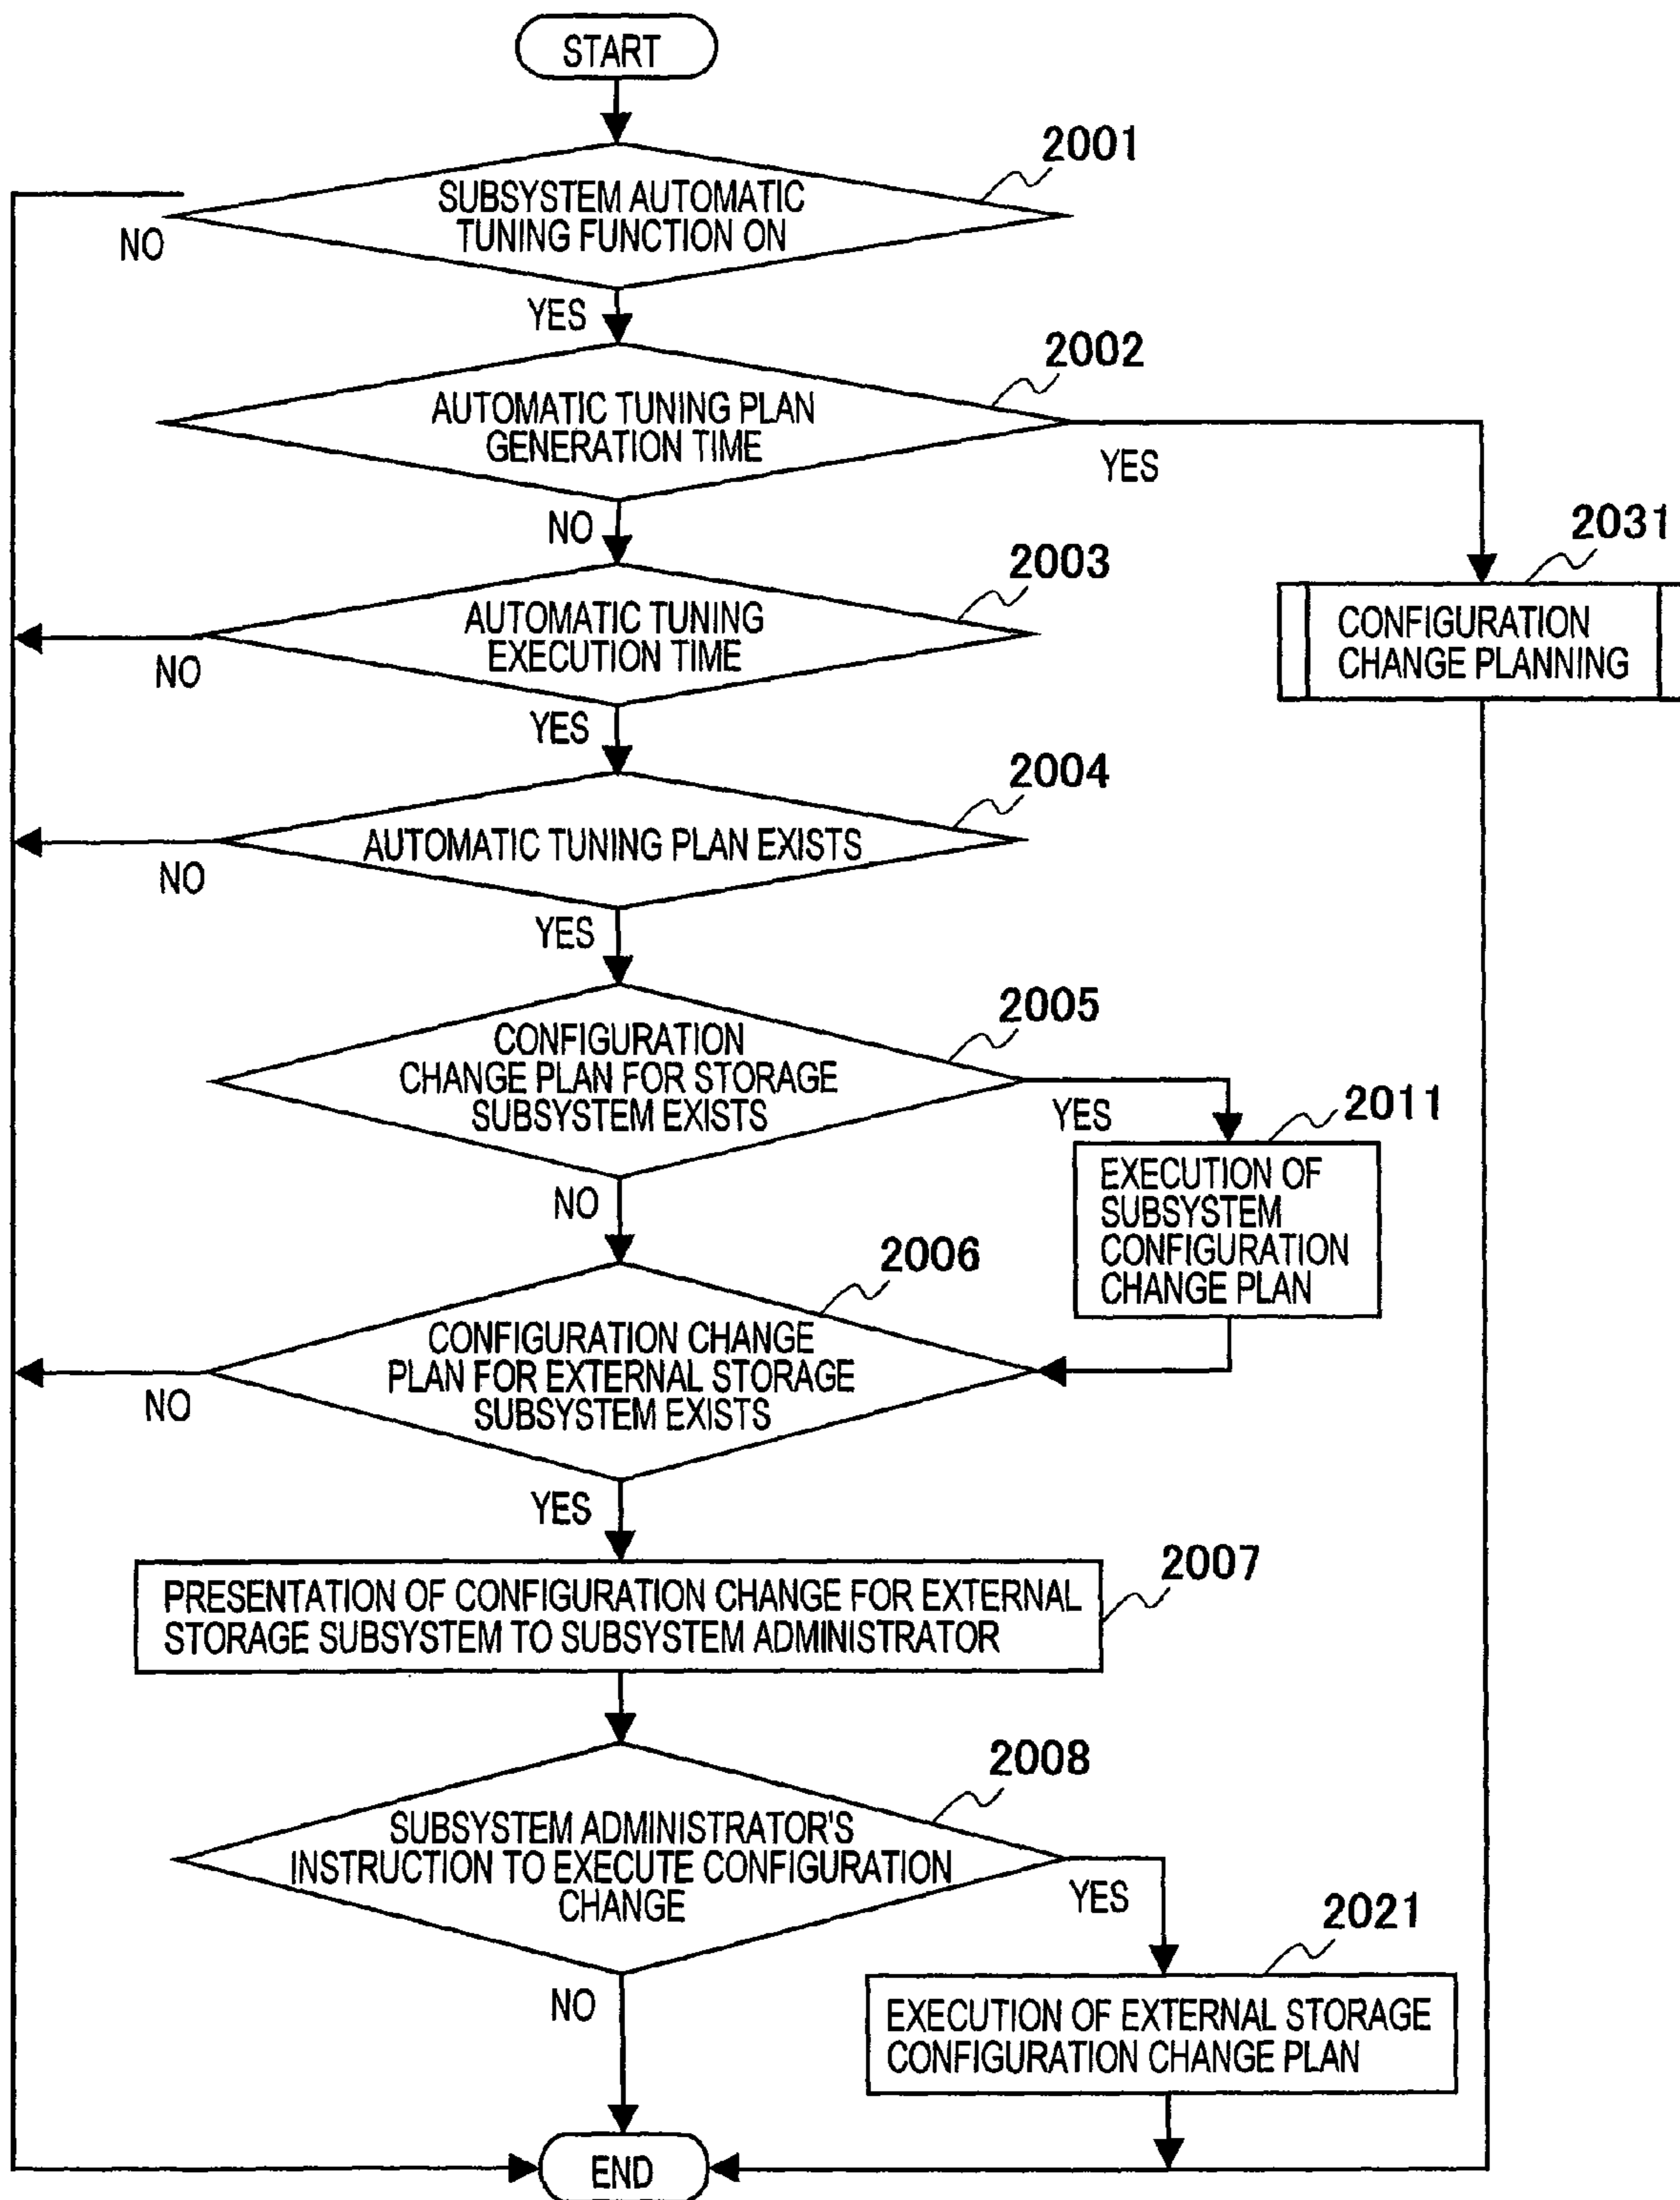 START
2001
SUBSYSTEM AUTOMATIC
TUNING FUNCTION ON
NO
YES
2002
AUTOMATIC TUNING PLAN
GENERATION TIME
YES
NO
2031
CONFIGURATION
CHANGE PLANNING
2003
AUTOMATIC TUNING
EXECUTION TIME
NO
YES
2004
AUTOMATIC TUNING PLAN EXISTS
NO
YES
2005
CONFIGURATION
CHANGE PLAN FOR STORAGE
SUBSYSTEM EXISTS
YES
2011
EXECUTION OF
SUBSYSTEM
CONFIGURATION
CHANGE PLAN
NO
2006
CONFIGURATION CHANGE
PLAN FOR EXTERNAL STORAGE
SUBSYSTEM EXISTS
NO
YES
2007
PRESENTATION OF CONFIGURATION CHANGE FOR EXTERNAL
STORAGE SUBSYSTEM TO SUBSYSTEM ADMINISTRATOR
2008
SUBSYSTEM ADMINISTRATOR'S
INSTRUCTION TO EXECUTE CONFIGURATION
CHANGE
YES
2021
EXECUTION OF EXTERNAL STORAGE
CONFIGURATION CHANGE PLAN
NO
END